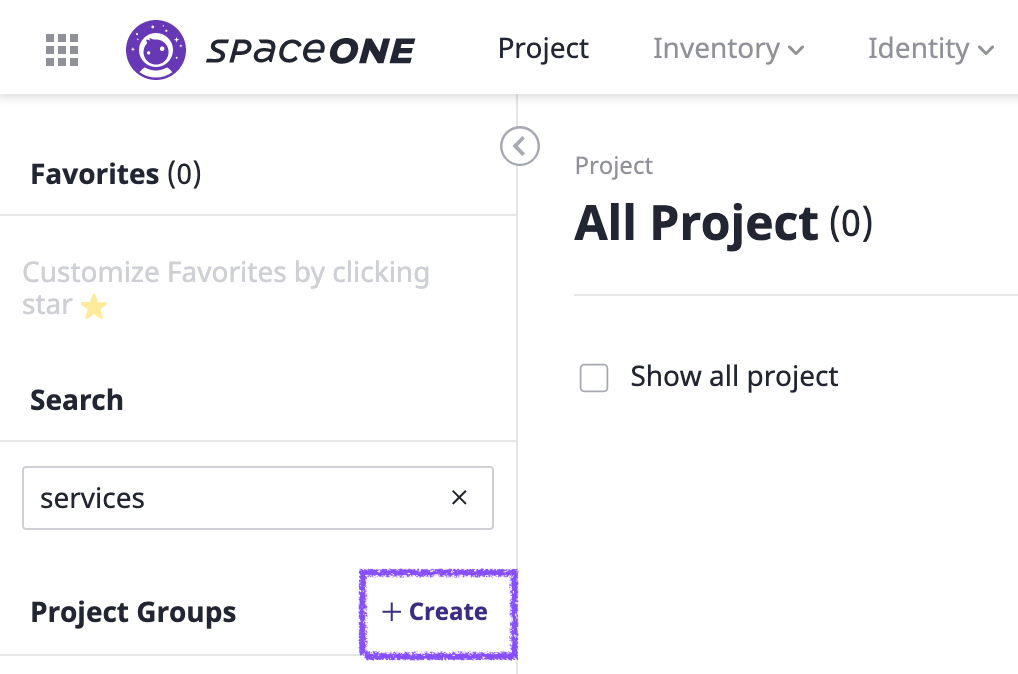 spaceONE
Project
Inventory
Identity
Favorites (0)
Customize Favorites by clicking
star
Search
services
Project Groups
+ Create
Project
All Project (0)
Show all project